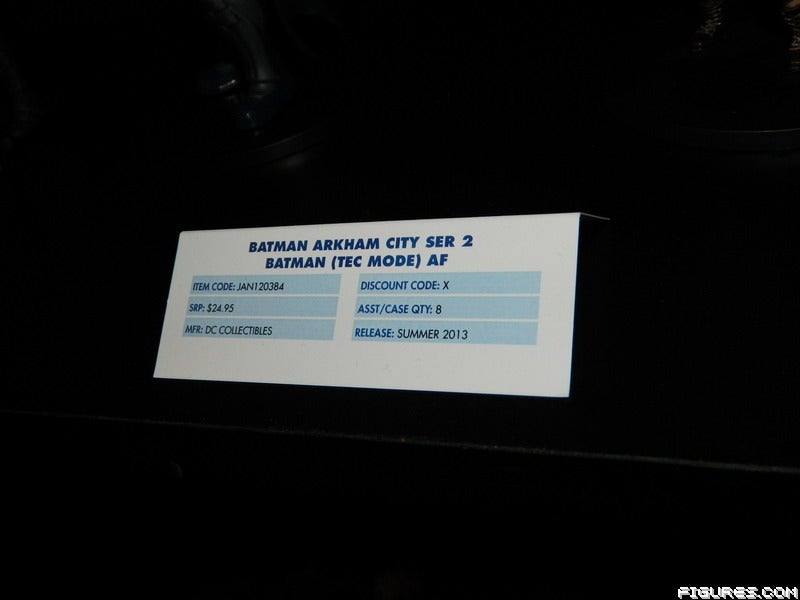 BATMAN ARKHAM CITY SER 2
BATMAN (TEC MODE) AF
ITEM CODE: JAN120384
SRP: $24.95
MFR: DC COLLECTIBLES
DISCOUNT CODE: X
ASST/CASE QTY: 8
RELEASE: SUMMER 2013
FIGURES.COM